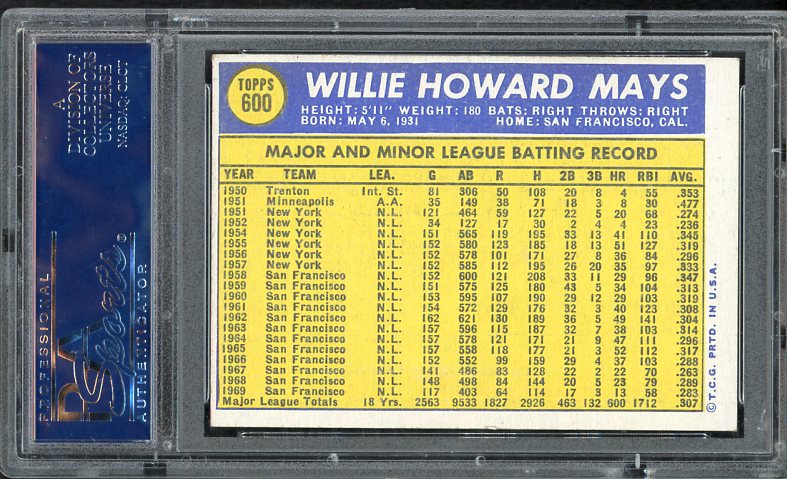 A
DIVISION OF
COLLECTORS
UNIVERSE
NASDAQ: CLCT
PROFESSIONAL
PSA
Sports ®
AUTHENTICATOR
TOPPS
600
WILLIE HOWARD MAYS
HEIGHT: 5'11" WEIGHT: 180 BATS: RIGHT THROWS: RIGHT
BORN: MAY 6, 1931 HOME: SAN FRANCISCO, CAL.
MAJOR AND MINOR LEAGUE BATTING RECORD
YEAR TEAM LEA. G AB R H 2B 3B HR RBI AVG.
1950 Trenton Int. St. 81 306 50 108 20 8 4 55 .353
1951 Minneapolis A.A. 35 149 38 71 18 3 8 30 .477
1951 New York N.L. 121 464 59 127 22 5 20 68 .274
1952 New York N.L. 34 127 17 30 2 4 4 23 .236
1954 New York N.L. 151 565 119 195 33 13 41 110 .345
1955 New York N.L. 152 580 123 185 18 13 51 127 .319
1956 New York N.L. 152 578 101 171 27 8 36 84 .296
1957 New York N.L. 152 585 112 195 26 20 35 97 .333
1958 San Francisco N.L. 152 600 121 208 33 11 29 96 .347
1959 San Francisco N.L. 151 575 125 180 43 5 34 104 .313
1960 San Francisco N.L. 153 595 107 190 29 12 29 103 .319
1961 San Francisco N.L. 154 572 129 176 32 3 40 123 .308
1962 San Francisco N.L. 162 621 130 189 36 5 49 141 .304
1963 San Francisco N.L. 157 596 115 187 32 7 38 103 .314
1964 San Francisco N.L. 157 578 121 171 21 9 47 111 .296
1965 San Francisco N.L. 157 558 118 177 21 3 52 112 .317
1966 San Francisco N.L. 152 552 99 159 29 4 37 103 .288
1967 San Francisco N.L. 141 486 83 128 22 2 22 70 .263
1968 San Francisco N.L. 148 498 84 144 20 5 23 79 .289
1969 San Francisco N.L. 117 403 64 114 17 3 13 58 .283
Major League Totals 18 Yrs. 2563 9533 1827 2926 463 132 600 1712 .307
© T.C.G. PRTD. IN U.S.A.